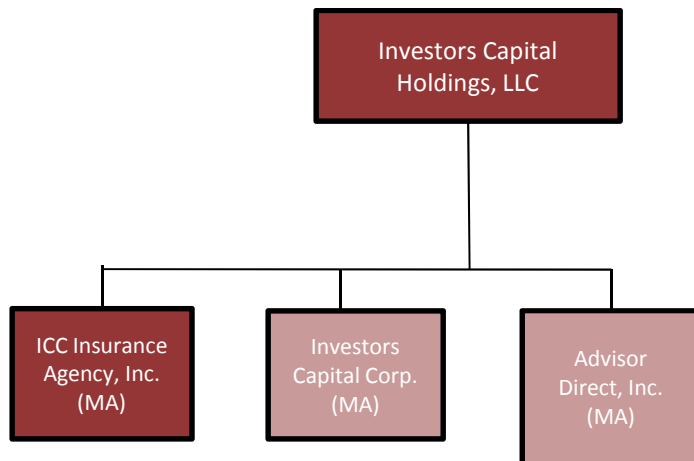 Investors Capital
Holdings, LLC
ICC Insurance
Agency, Inc.
(MA)
Investors
Capital Corp.
(MA)
Advisor
Direct, Inc.
(MA)